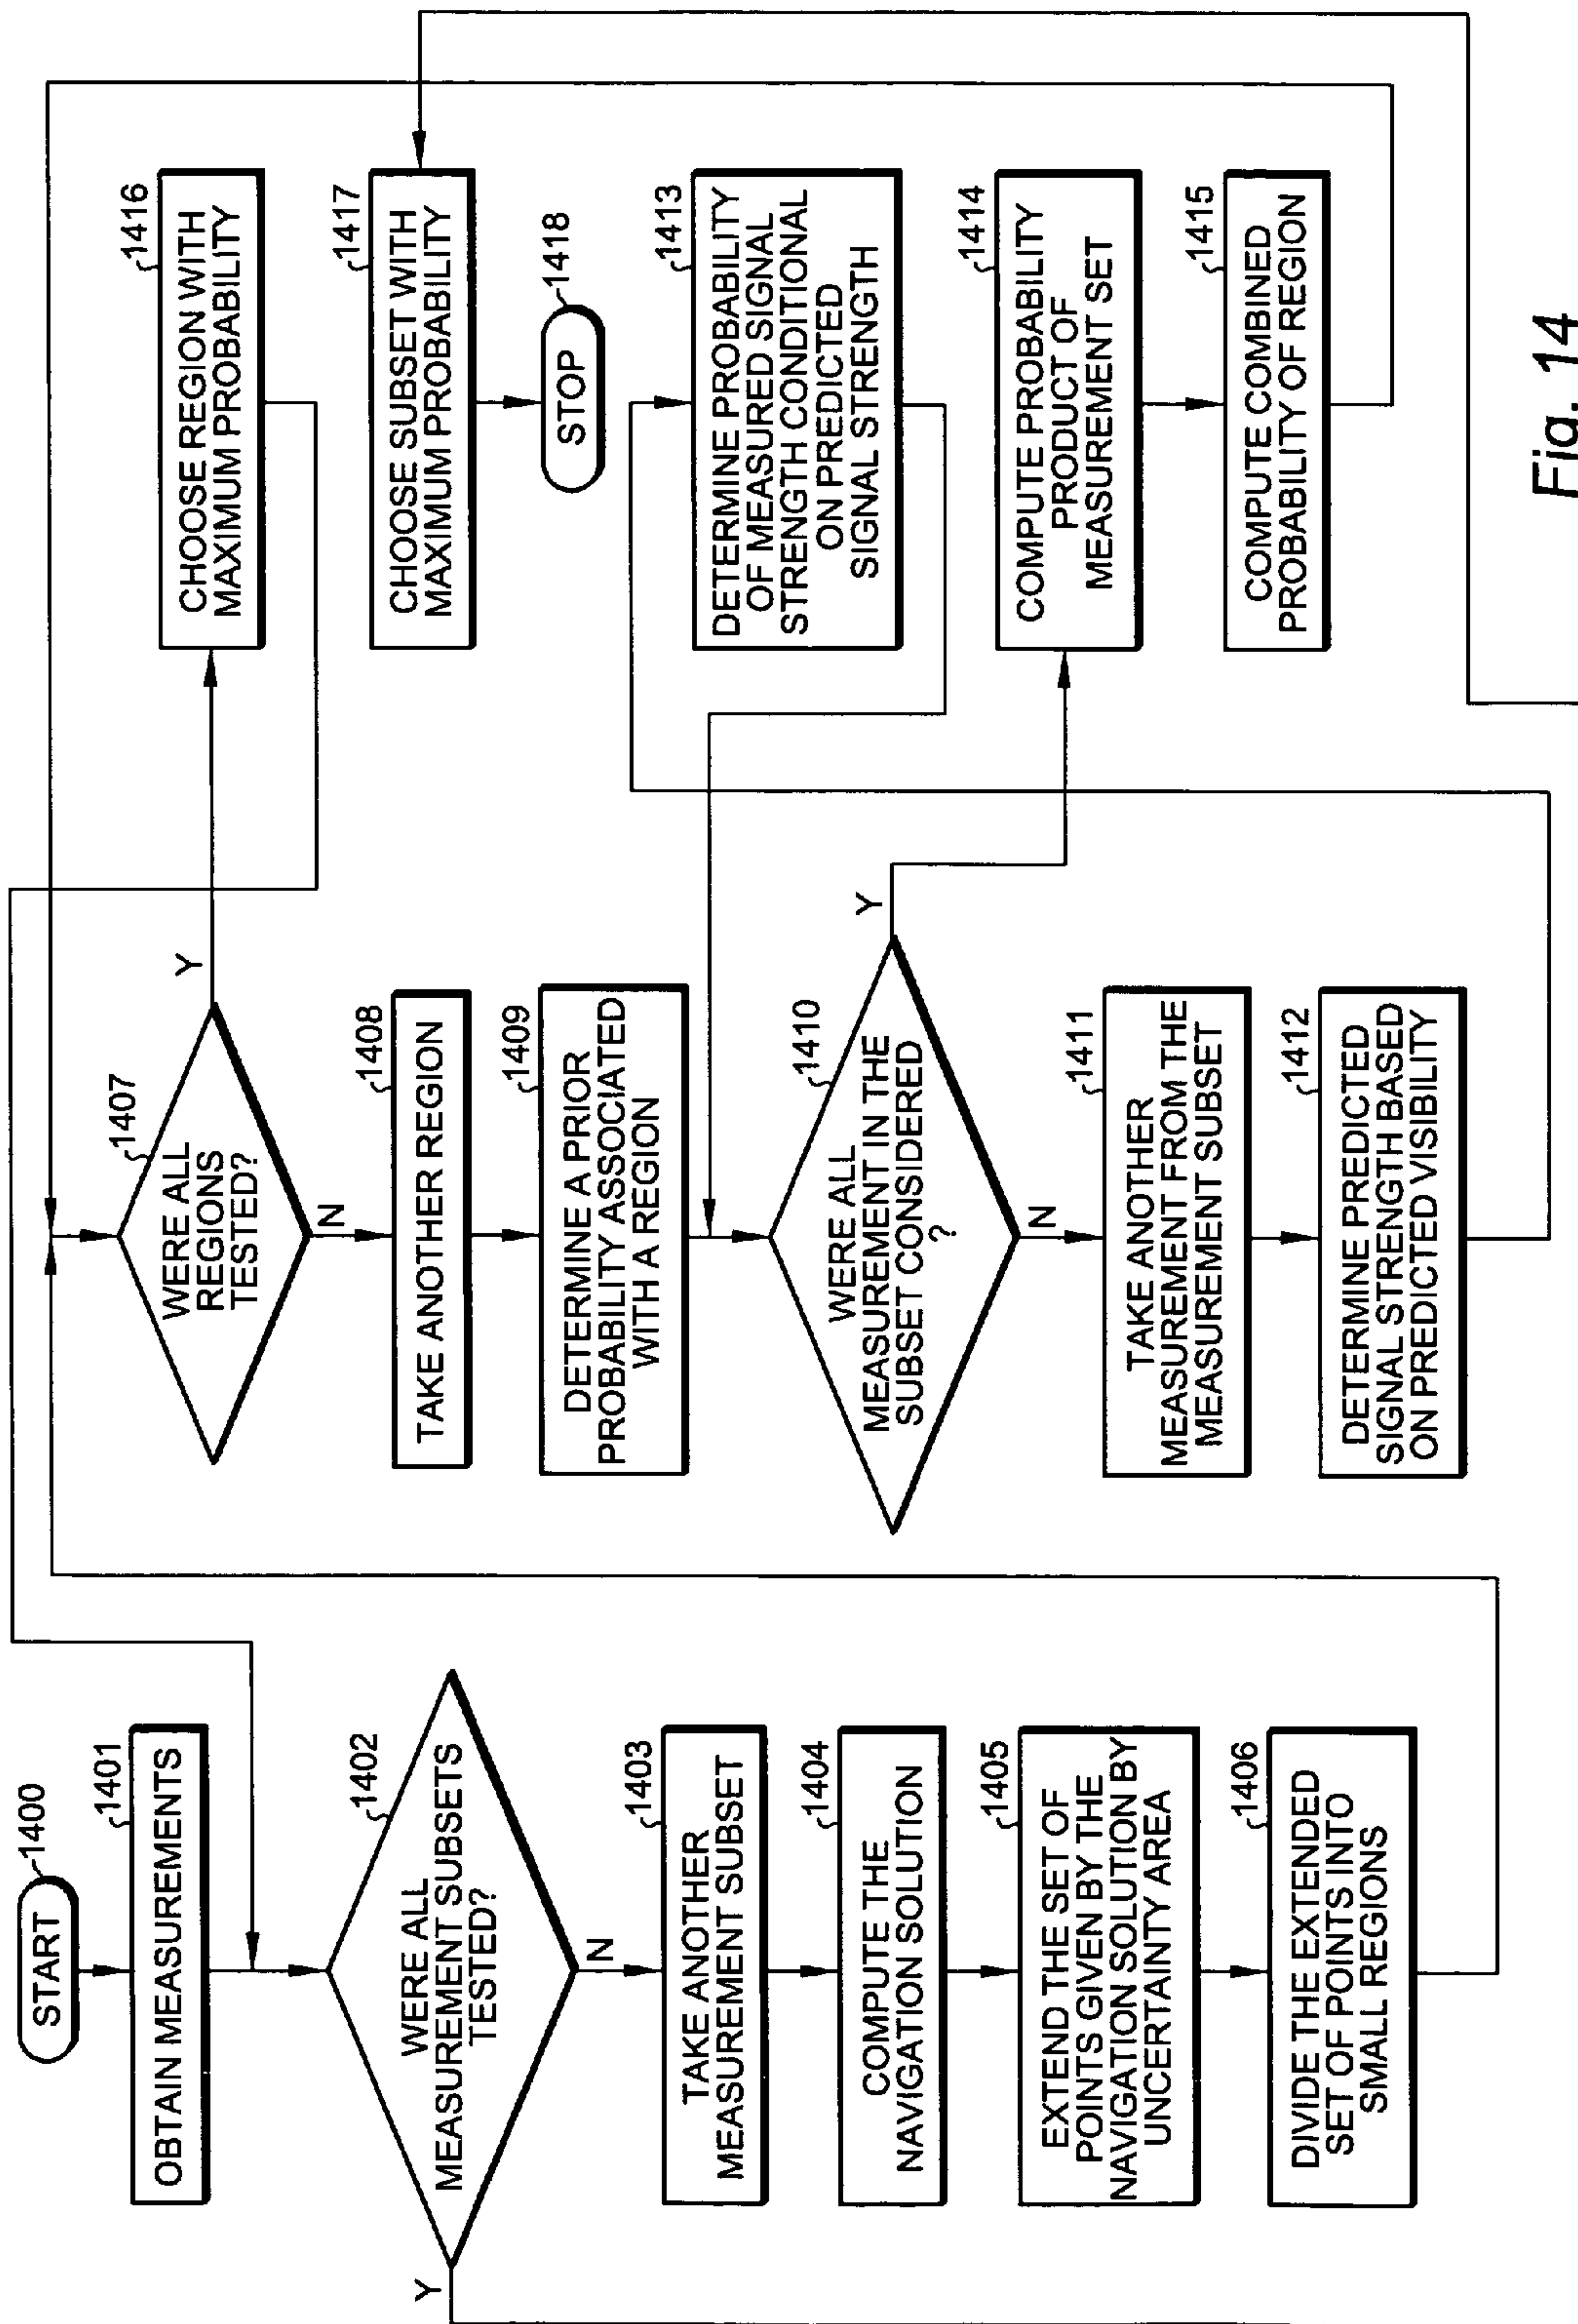 START
1400
OBTAIN MEASUREMENTS
1401
WERE ALL
MEASUREMENT SUBSETS
TESTED?
1402
Y
N
TAKE ANOTHER
MEASUREMENT SUBSET
1403
COMPUTE THE
NAVIGATION SOLUTION
1404
EXTEND THE SET OF
POINTS GIVEN BY THE
NAVIGATION SOLUTION BY
UNCERTAINTY AREA
1405
DIVIDE THE EXTENDED
SET OF POINTS INTO
SMALL REGIONS
1406
WERE ALL
REGIONS
TESTED?
1407
Y
N
TAKE ANOTHER REGION
1408
DETERMINE A PRIOR
PROBABILITY ASSOCIATED
WITH A REGION
1409
WERE ALL
MEASUREMENT IN THE
SUBSET CONSIDERED
?
1410
Y
N
TAKE ANOTHER
MEASUREMENT FROM THE
MEASUREMENT SUBSET
1411
DETERMINE PREDICTED
SIGNAL STRENGTH BASED
ON PREDICTED VISIBILITY
1412
CHOOSE REGION WITH
MAXIMUM PROBABILITY
1416
CHOOSE SUBSET WITH
MAXIMUM PROBABILITY
1417
STOP
1418
DETERMINE PROBABILITY
OF MEASURED SIGNAL
STRENGTH CONDITIONAL
ON PREDICTED
SIGNAL STRENGTH
1413
COMPUTE PROBABILITY
PRODUCT OF
MEASUREMENT SET
1414
COMPUTE COMBINED
PROBABILITY OF REGION
1415
Fig. 14